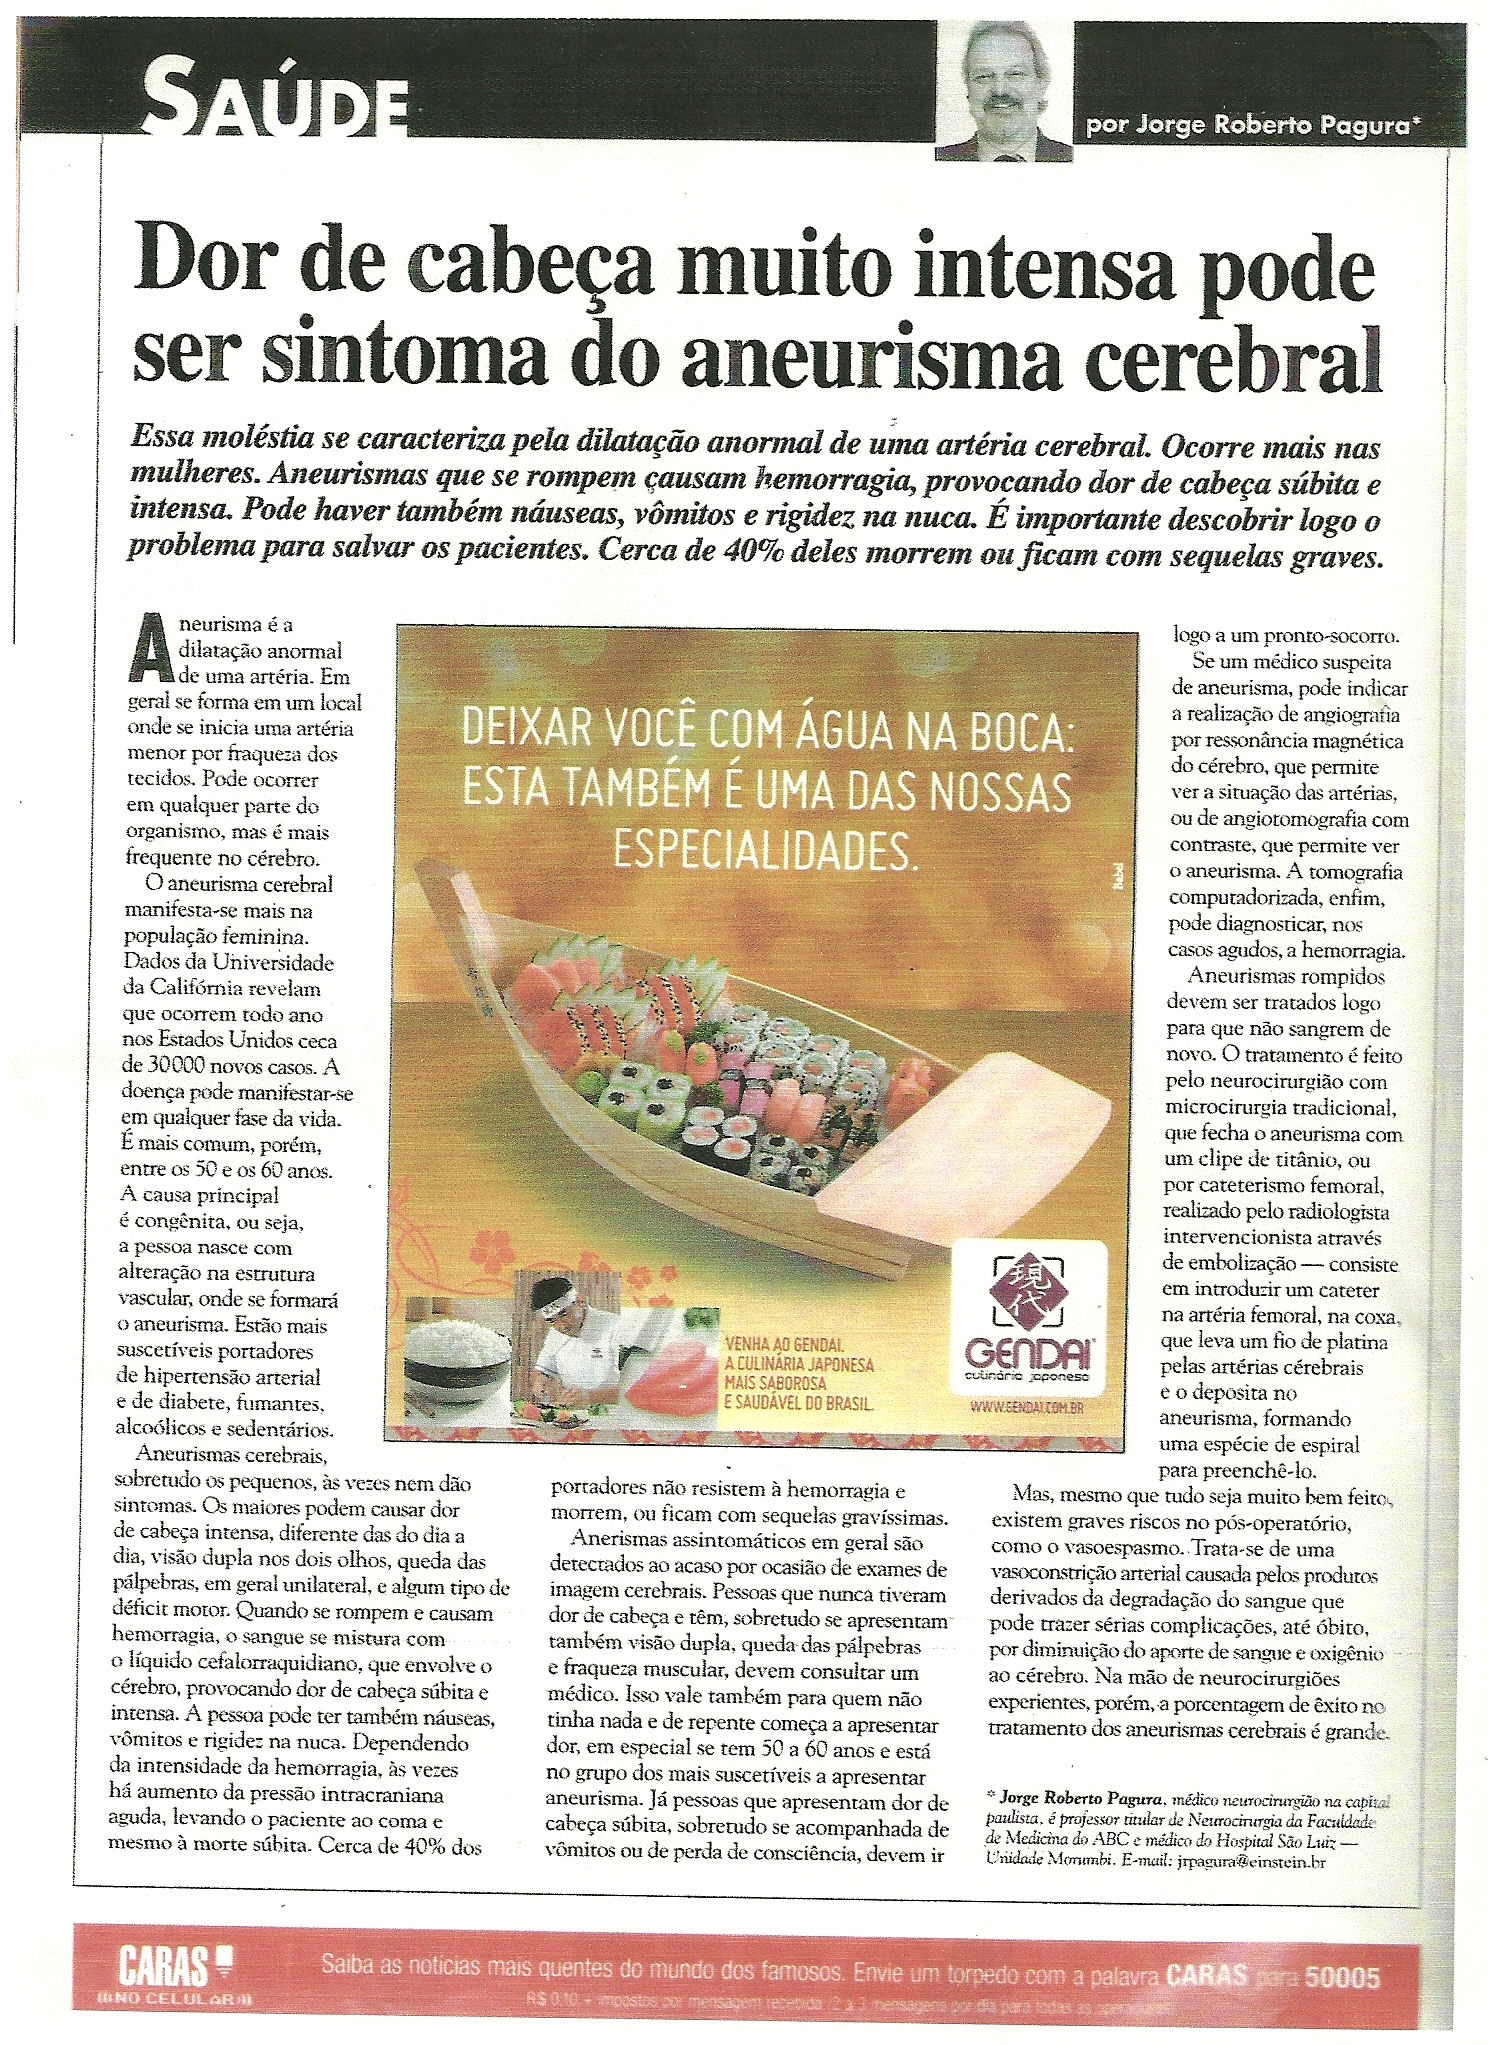 SAÚDE
por Jorge Roberto Pagura*
Dor de cabeça muito intensa pode
ser sintoma do aneurisma cerebral
Essa moléstia se caracteriza pela dilatação anormal de uma artéria cerebral. Ocorre mais nas
mulheres. Aneurismas que se rompem causam hemorragia, provocando dor de cabeça súbita e
intensa. Pode haver também náuseas, vômitos e rigidez na nuca. É importante descobrir logo o
problema para salvar os pacientes. Cerca de 40% deles morrem ou ficam com sequelas graves.
Aneurisma é a
dilatação anormal
de uma artéria. Em
geral se forma em um local
onde se inicia uma artéria
menor por fraqueza dos
tecidos. Pode ocorrer
em qualquer parte do
organismo, mas é mais
frequente no cérebro.
O aneurisma cerebral
manifesta-se mais na
população feminina.
Dados da Universidade
da Califórnia revelam
que ocorrem todo ano
nos Estados Unidos ceca
de 30000 novos casos. A
doença pode manifestar-se
em qualquer fase da vida.
É mais comum, porém,
entre os 50 e os 60 anos.
A causa principal
é congênita, ou seja,
a pessoa nasce com
alteração na estrutura
vascular, onde se formará
o aneurisma. Estão mais
suscetíveis portadores
de hipertensão arterial
e de diabete, fumantes,
alcoólicos e sedentários.
Aneurismas cerebrais,
sobretudo os pequenos, às vezes nem dão
sintomas. Os maiores podem causar dor
de cabeça intensa, diferente das do dia a
dia, visão dupla nos dois olhos, queda das
pálpebras, em geral unilateral, e algum tipo de
déficit motor. Quando se rompem e causam
hemorragia, o sangue se mistura com
o líquido cefalorraquidiano, que envolve o
cérebro, provocando dor de cabeça súbita e
intensa. A pessoa pode ter também náuseas,
vômitos e rigidez na nuca. Dependendo
da intensidade da hemorragia, às vezes
há aumento da pressão intracraniana
aguda, levando o paciente ao coma e
mesmo à morte súbita. Cerca de 40% dos
DEIXAR VOCÊ COM ÁGUA NA BOCA:
ESTA TAMBÉM É UMA DAS NOSSAS
ESPECIALIDADES.
Babel
VENHA AO GENDAI.
A CULINÁRIA JAPONESA
MAIS SABOROSA
E SAUDÁVEL DO BRASIL.
現代
GENDAI
culinária japonesa
WWW.GENDAI.COM.BR
portadores não resistem à hemorragia e
morrem, ou ficam com sequelas gravíssimas.
Anerismas assintomáticos em geral são
detectados ao acaso por ocasião de exames de
imagem cerebrais. Pessoas que nunca tiveram
dor de cabeça e têm, sobretudo se apresentam
também visão dupla, queda das pálpebras
e fraqueza muscular, devem consultar um
médico. Isso vale também para quem não
tinha nada e de repente começa a apresentar
dor, em especial se tem 50 a 60 anos e está
no grupo dos mais suscetíveis a apresentar
aneurisma. Já pessoas que apresentam dor de
cabeça súbita, sobretudo se acompanhada de
vômitos ou de perda de consciência, devem ir
logo a um pronto-socorro.
Se um médico suspeita
de aneurisma, pode indicar
a realização de angiografia
por ressonância magnética
do cérebro, que permite
ver a situação das artérias,
ou de angiotomografia com
contraste, que permite ver
o aneurisma. A tomografia
computadorizada, enfim,
pode diagnosticar, nos
casos agudos, a hemorragia.
Aneurismas rompidos
devem ser tratados logo
para que não sangrem de
novo. O tratamento é feito
pelo neurocirurgião com
microcirurgia tradicional,
que fecha o aneurisma com
um clipe de titânio, ou
por cateterismo femoral,
realizado pelo radiologista
intervencionista através
de embolização — consiste
em introduzir um cateter
na artéria femoral, na coxa,
que leva um fio de platina
pelas artérias cérebrais
e o deposita no
aneurisma, formando
uma espécie de espiral
para preenchê-lo.
Mas, mesmo que tudo seja muito bem feito,
existem graves riscos no pós-operatório,
como o vasoespasmo. Trata-se de uma
vasoconstrição arterial causada pelos produtos
derivados da degradação do sangue que
pode trazer sérias complicações, até óbito,
por diminuição do aporte de sangue e oxigênio
ao cérebro. Na mão de neurocirurgiões
experientes, porém, a porcentagem de êxito no
tratamento dos aneurismas cerebrais é grande.
* Jorge Roberto Pagura, médico neurocirurgião na capital
paulista, é professor titular de Neurocirurgia da Faculdade
de Medicina do ABC e médico do Hospital São Luiz —
Unidade Morumbi. E-mail: jrpagura@einstein.br
CARAS
NO CELULAR
Saiba as notícias mais quentes do mundo dos famosos. Envie um torpedo com a palavra CARAS para 50005
R$ 0,10 + impostos por mensagem recebida (2 a 3 mensagens por dia para todas as operadoras)